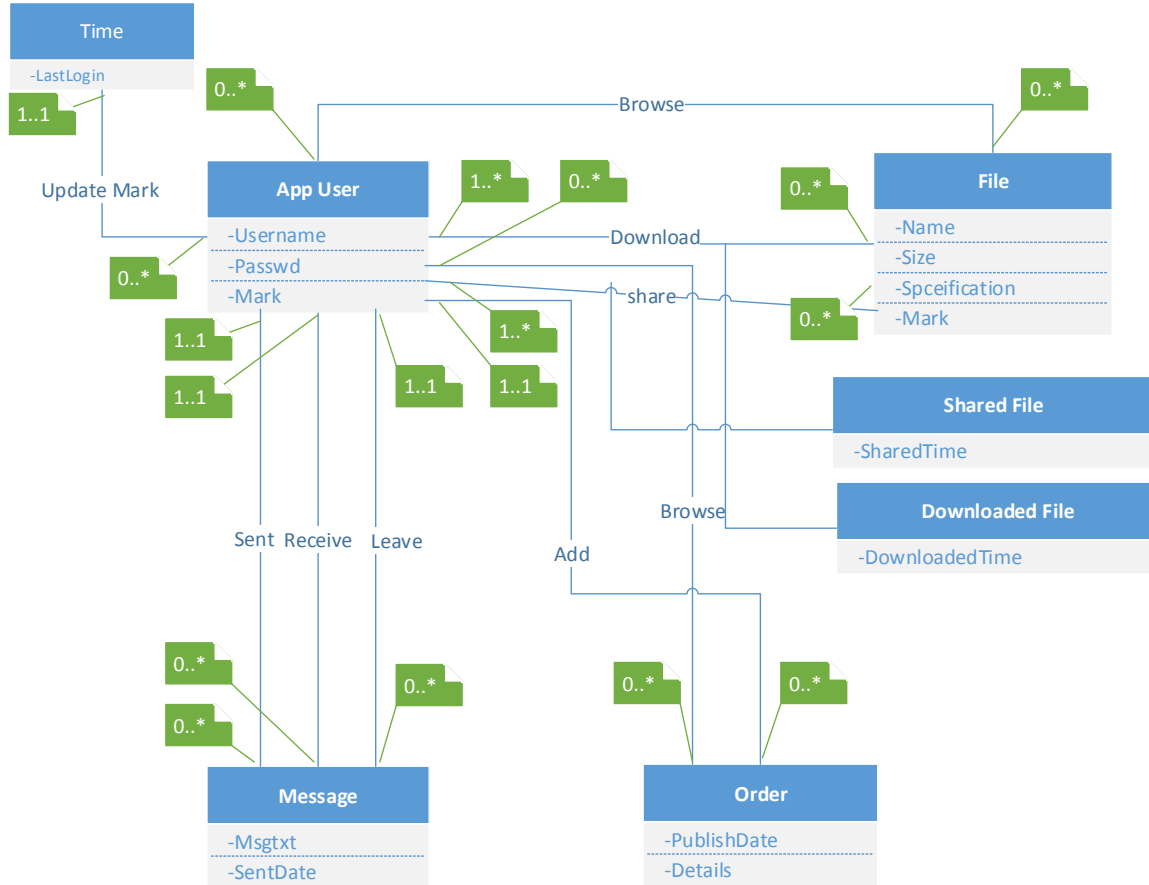 Time
-LastLogin
1..1
0..*
Browse
0..*
Update Mark
App User
-Username
-Passwd
-Mark
1..*
0..*
0..*
File
-Name
-Size
-Spceification
-Mark
Download
share
0..*
0..*
1..1
1..1
1..1
1..*
1..1
Shared File
-SharedTime
Downloaded File
-DownloadedTime
Sent
Receive
Leave
Add
Browse
0..*
0..*
0..*
0..*
0..*
Message
-Msgtxt
-SentDate
Order
-PublishDate
-Details